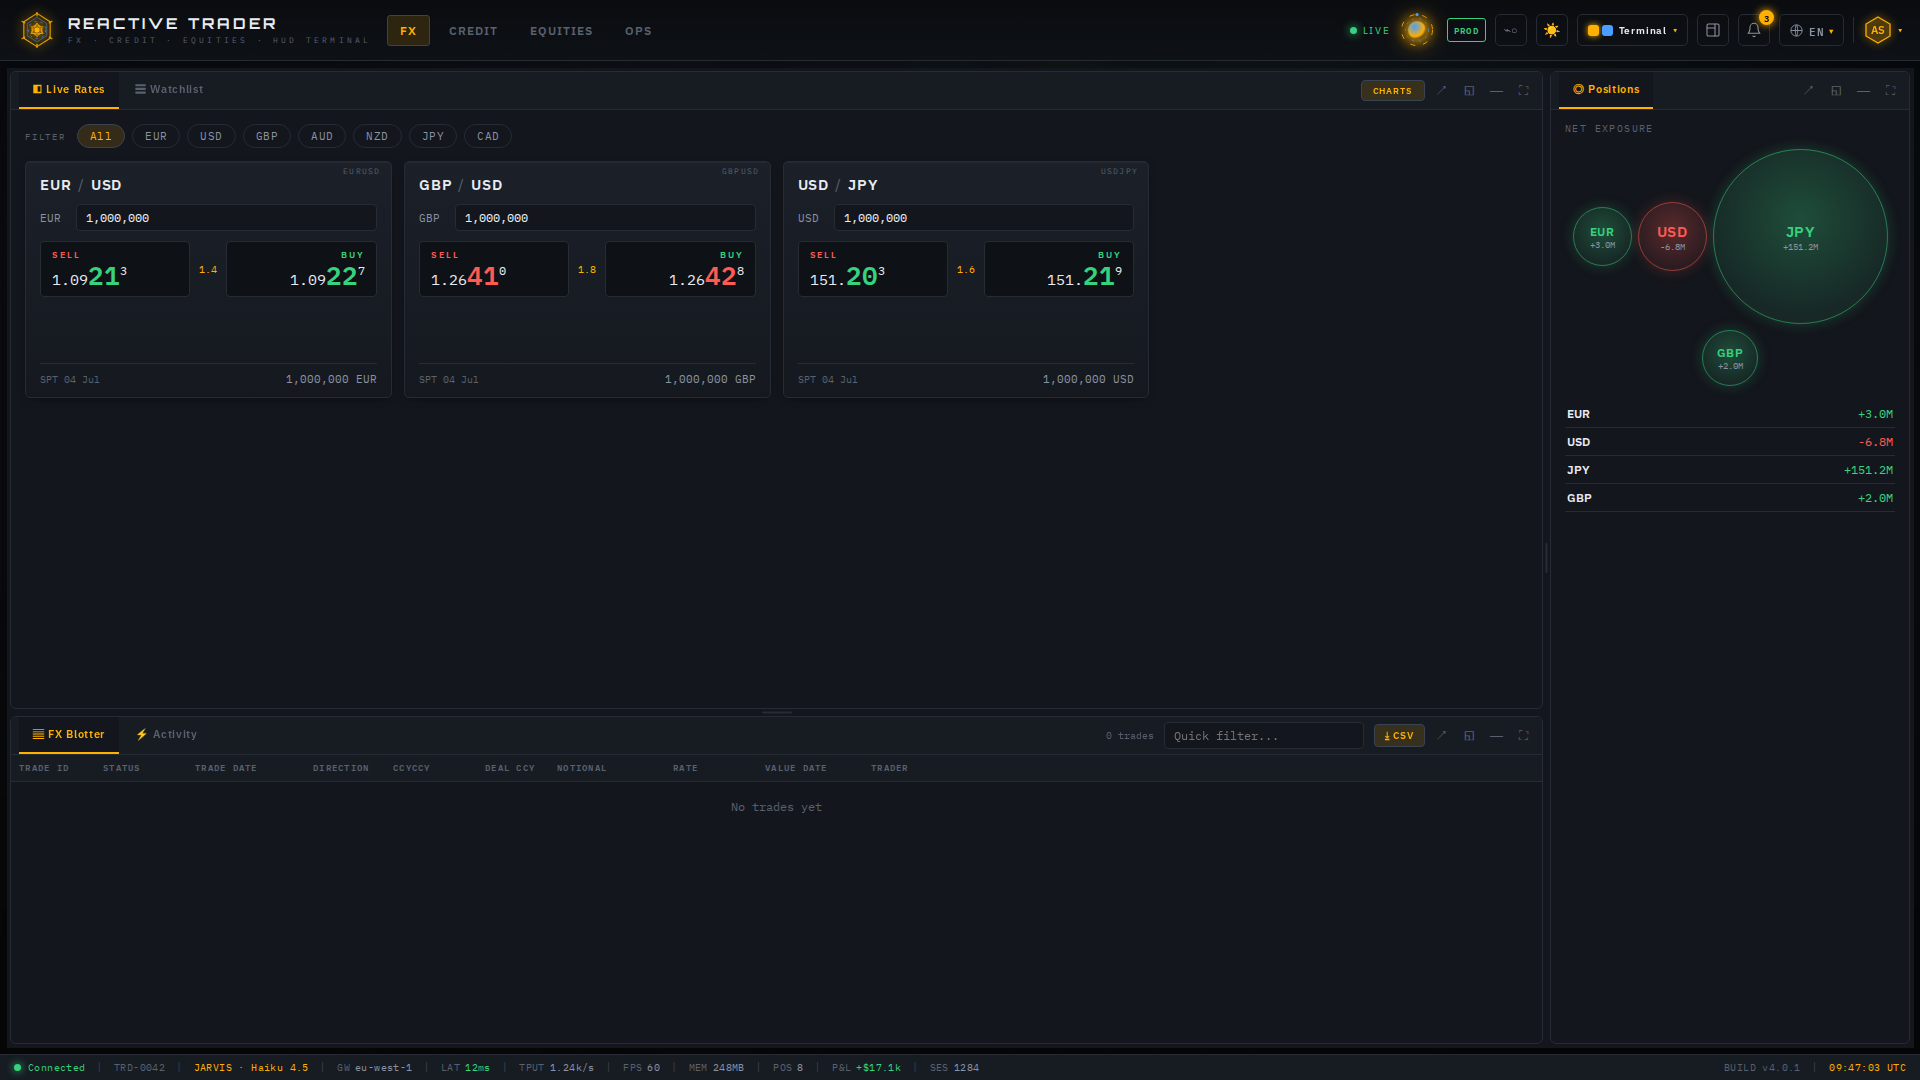 REACTIVE TRADER
FX · CREDIT · EQUITIES · HUD TERMINAL
FX CREDIT EQUITIES OPS
LIVE PROD Terminal 3 EN AS
Live Rates Watchlist CHARTS
FILTER All EUR USD GBP AUD NZD JPY CAD
EURUSD
EUR / USD
EUR 1,000,000
SELL BUY
1.09213 1.4 1.09227
SPT 04 Jul 1,000,000 EUR
GBPUSD
GBP / USD
GBP 1,000,000
SELL BUY
1.26410 1.8 1.26428
SPT 04 Jul 1,000,000 GBP
USDJPY
USD / JPY
USD 1,000,000
SELL BUY
151.203 1.6 151.219
SPT 04 Jul 1,000,000 USD
Positions
NET EXPOSURE
EUR
+3.0M
USD
-6.8M
JPY
+151.2M
GBP
+2.0M
EUR +3.0M
USD -6.8M
JPY +151.2M
GBP +2.0M
FX Blotter Activity 0 trades Quick filter... CSV
TRADE ID STATUS TRADE DATE DIRECTION CCYCCY DEAL CCY NOTIONAL RATE VALUE DATE TRADER
No trades yet
Connected TRD-0042 JARVIS · Haiku 4.5 GW eu-west-1 LAT 12ms TPUT 1.24k/s FPS 60 MEM 248MB POS 8 P&L +$17.1k SES 1284 BUILD v4.0.1 09:47:03 UTC